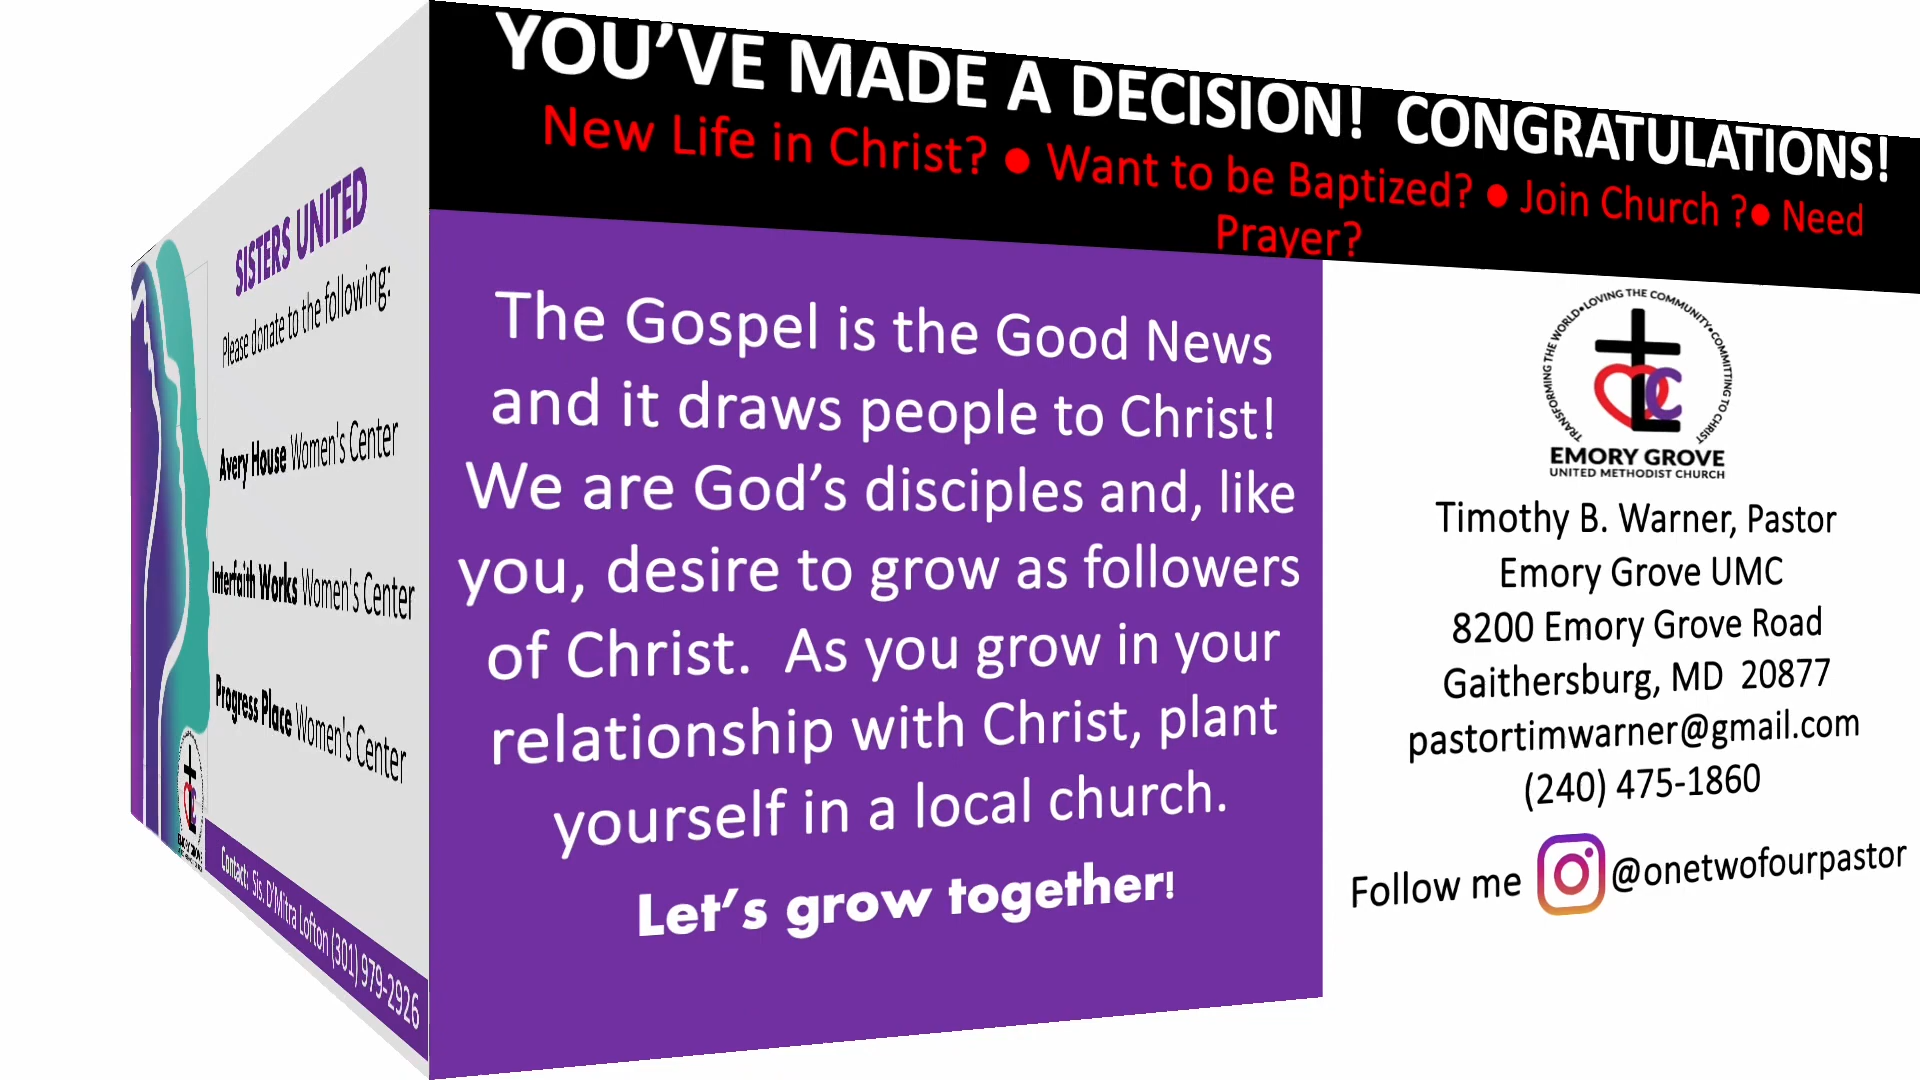 SISTERS UNITED
Please donate to the following:
Avery House Women's Center
Interfaith Works Women's Center
Progress Place Women's Center
Contact: Sis. D'Mitra Lofton (301) 979-2926
YOU’VE MADE A DECISION!  CONGRATULATIONS!
New Life in Christ? ● Want to be Baptized? ● Join Church ?● Need
Prayer?
The Gospel is the Good News
and it draws people to Christ!
We are God’s disciples and, like
you, desire to grow as followers
of Christ.  As you grow in your
relationship with Christ, plant
yourself in a local church.
Let’s grow together!
TRANSFORMING THE WORLD•LOVING THE COMMUNITY•COMMITTING TO CHRIST
LC
EMORY GROVE
UNITED METHODIST CHURCH
Timothy B. Warner, Pastor
Emory Grove UMC
8200 Emory Grove Road
Gaithersburg, MD  20877
pastortimwarner@gmail.com
(240) 475-1860
Follow me @onetwofourpastor